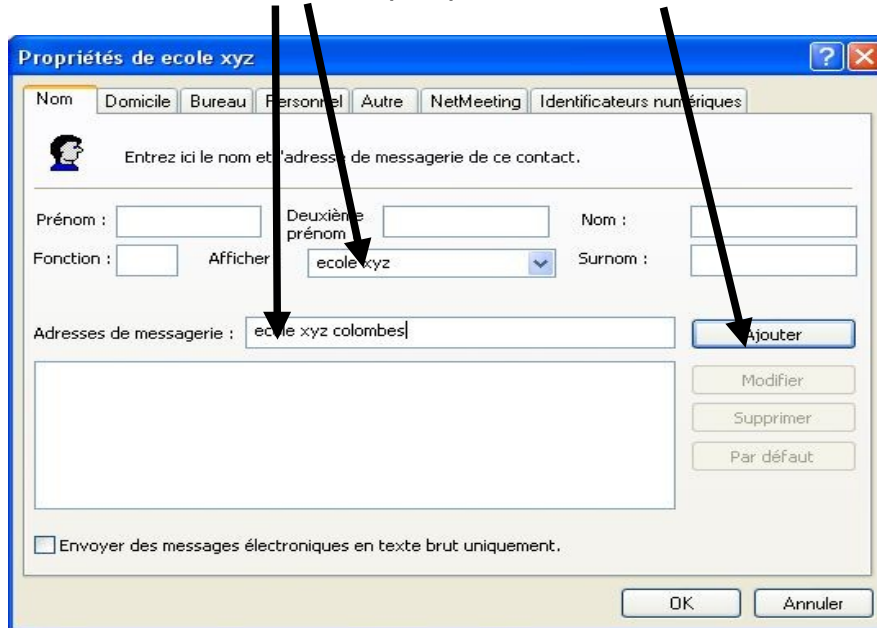 Propriétés de ecole xyz
Nom Domicile Bureau Personnel Autre NetMeeting Identificateurs numériques
Entrez ici le nom et l'adresse de messagerie de ce contact.
Prénom : Deuxième prénom Nom :
Fonction : Afficher ecole xyz Surnom :
Adresses de messagerie : ecole xyz colombes
Ajouter
Modifier
Supprimer
Par défaut
Envoyer des messages électroniques en texte brut uniquement.
OK Annuler